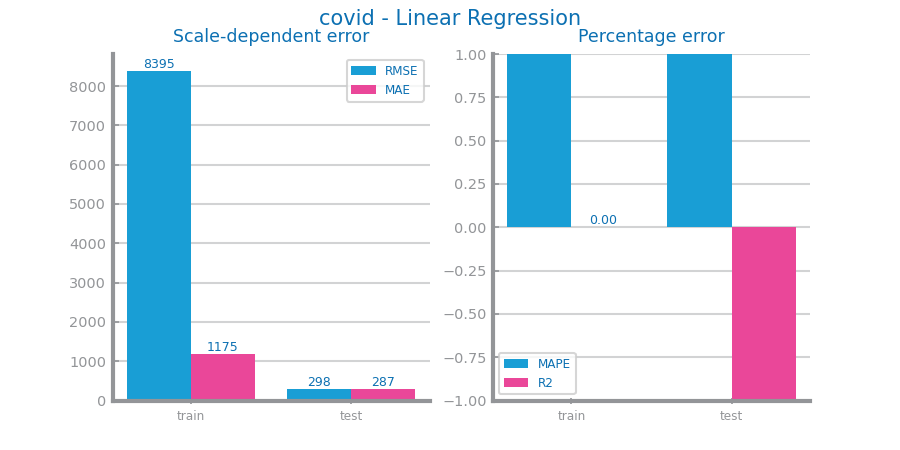 covid - Linear Regression
Scale-dependent error
8395
1175
298
287
RMSE
MAE
8000
7000
6000
5000
4000
3000
2000
1000
0
train
test
Percentage error
0.00
1.00
0.75
0.50
0.25
0.00
−0.25
−0.50
−0.75
−1.00
MAPE
R2
train
test